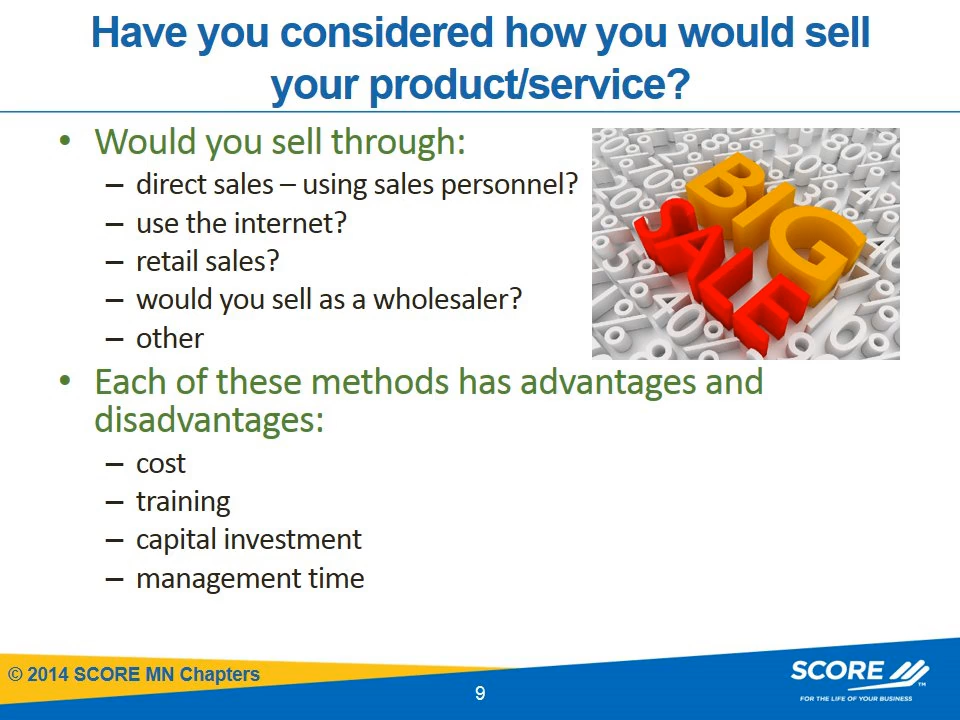 Have you considered how you would sell
your product/service?
• Would you sell through:
– direct sales – using sales personnel?
– use the internet?
– retail sales?
– would you sell as a wholesaler?
– other
BIG
SALE
• Each of these methods has advantages and
disadvantages:
– cost
– training
– capital investment
– management time
© 2014 SCORE MN Chapters
9
SCORE TM
FOR THE LIFE OF YOUR BUSINESS